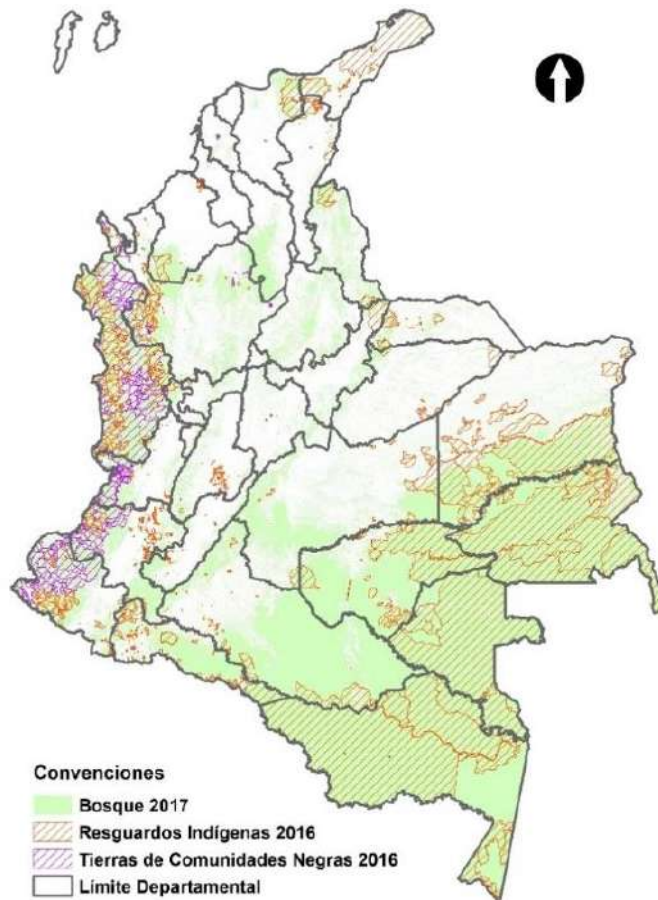 Convenciones
Bosque 2017
Resguardos Indígenas 2016
Tierras de Comunidades Negras 2016
Límite Departamental